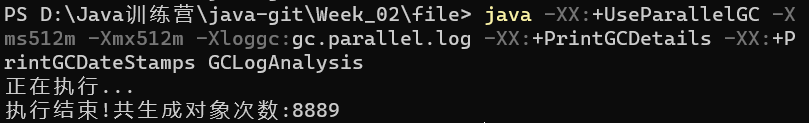 PS D:\Java训练营\java-git\Week_02\file> java -XX:+UseParallelGC -X
ms512m -Xmx512m -Xloggc:gc.parallel.log -XX:+PrintGCDetails -XX:+P
rintGCDateStamps GCLogAnalysis
正在执行...
执行结束!共生成对象次数:8889